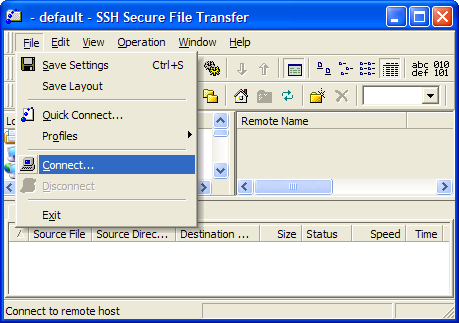 - default - SSH Secure File Transfer
File Edit View Operation Window Help
Save Settings Ctrl+S
abc 010
def 101
Save Layout
Quick Connect...
Remote Name
Profiles
Connect...
Disconnect
Exit
/ Source File Source Direc... Destination ... Size Status Speed Time
Connect to remote host